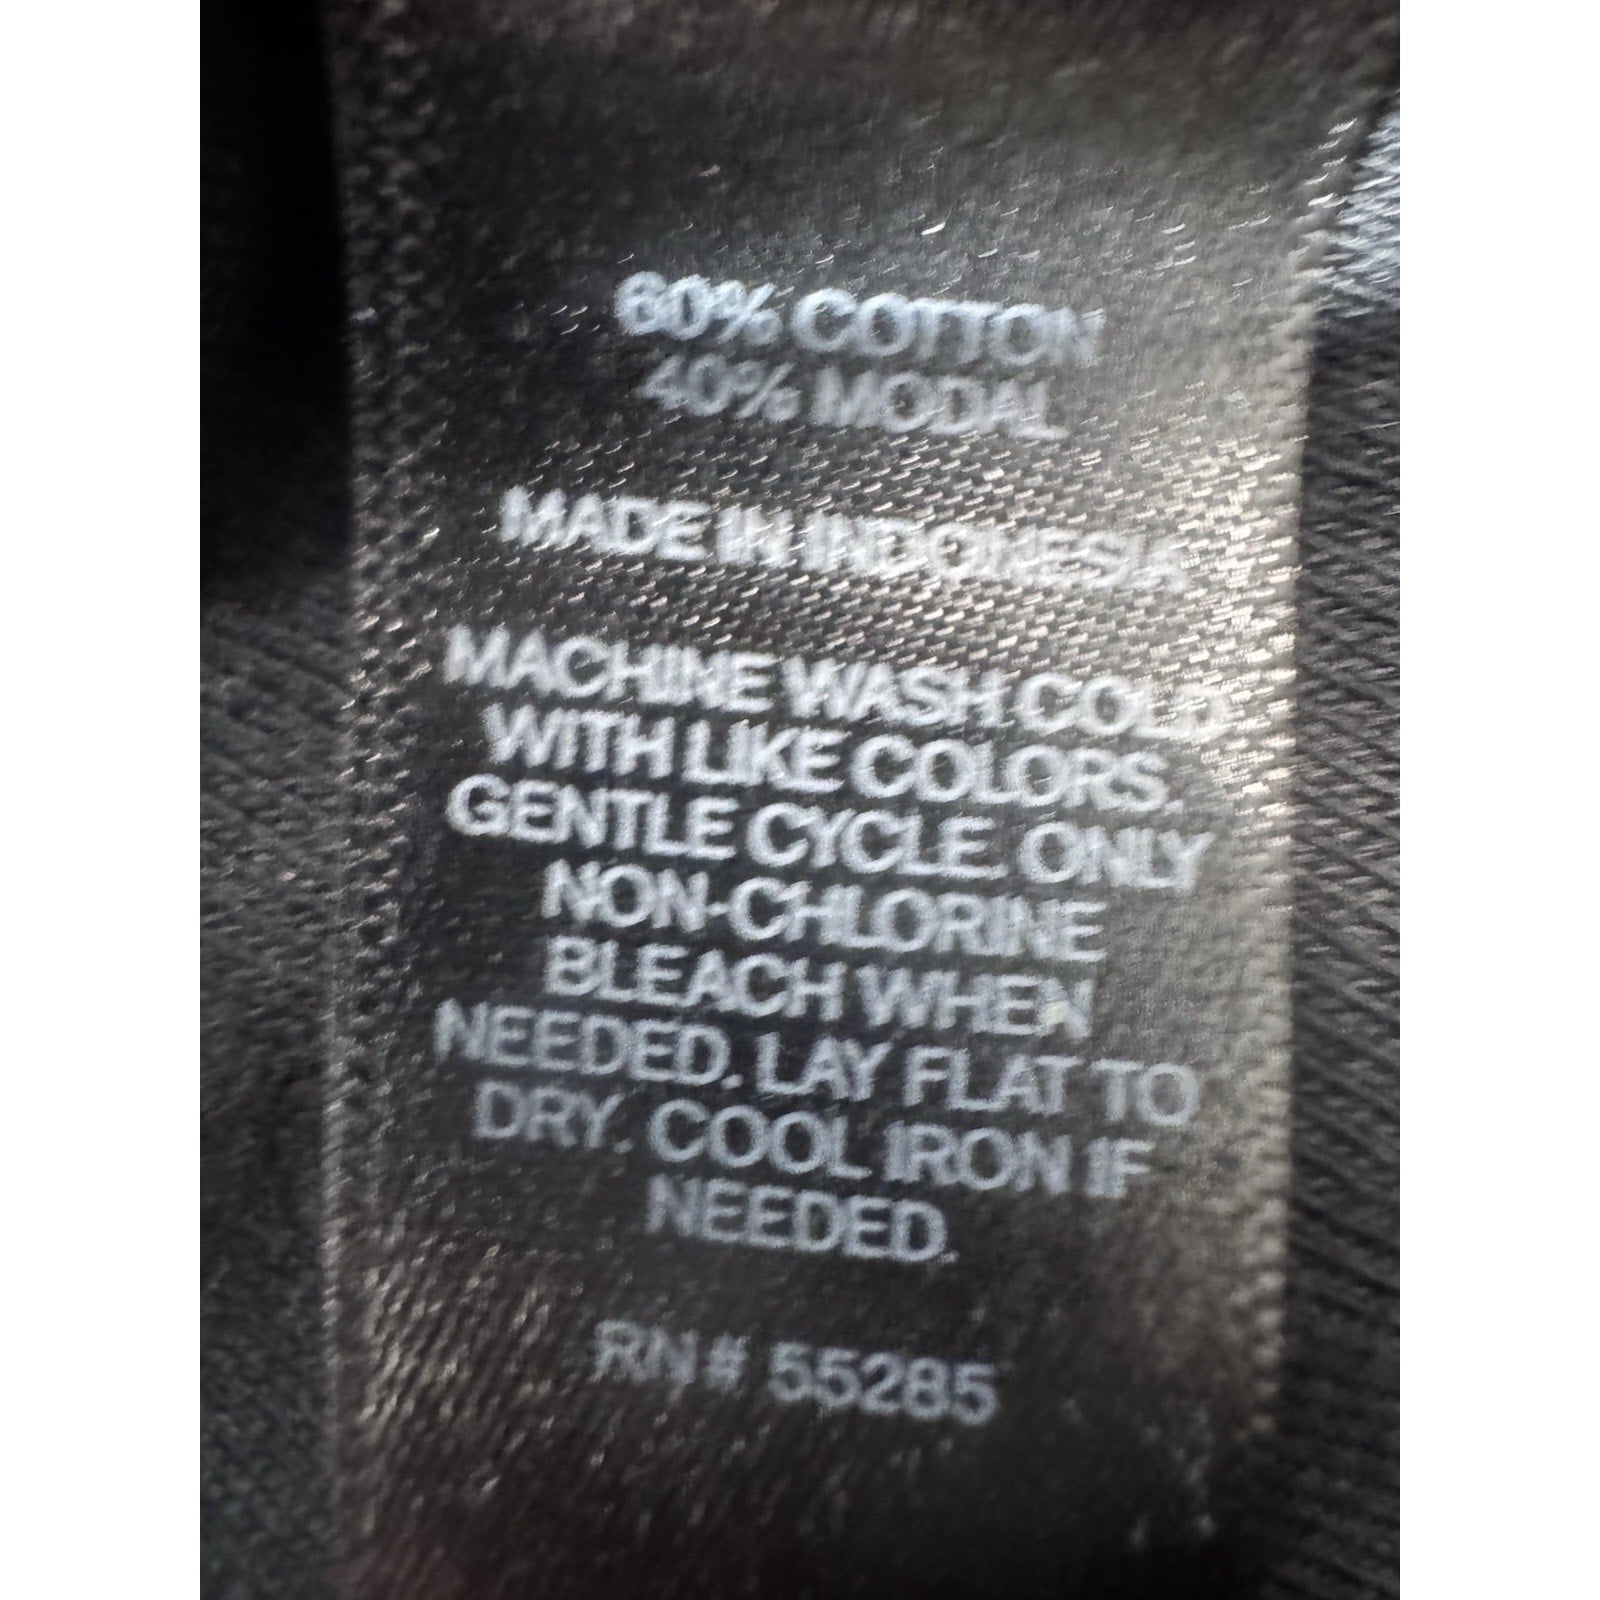 60% COTTON
40% MODAL
MADE IN INDONESIA
MACHINE WASH COLD
WITH LIKE COLORS.
GENTLE CYCLE. ONLY
NON-CHLORINE
BLEACH WHEN
NEEDED. LAY FLAT TO
DRY. COOL IRON IF
NEEDED.
RN# 55285